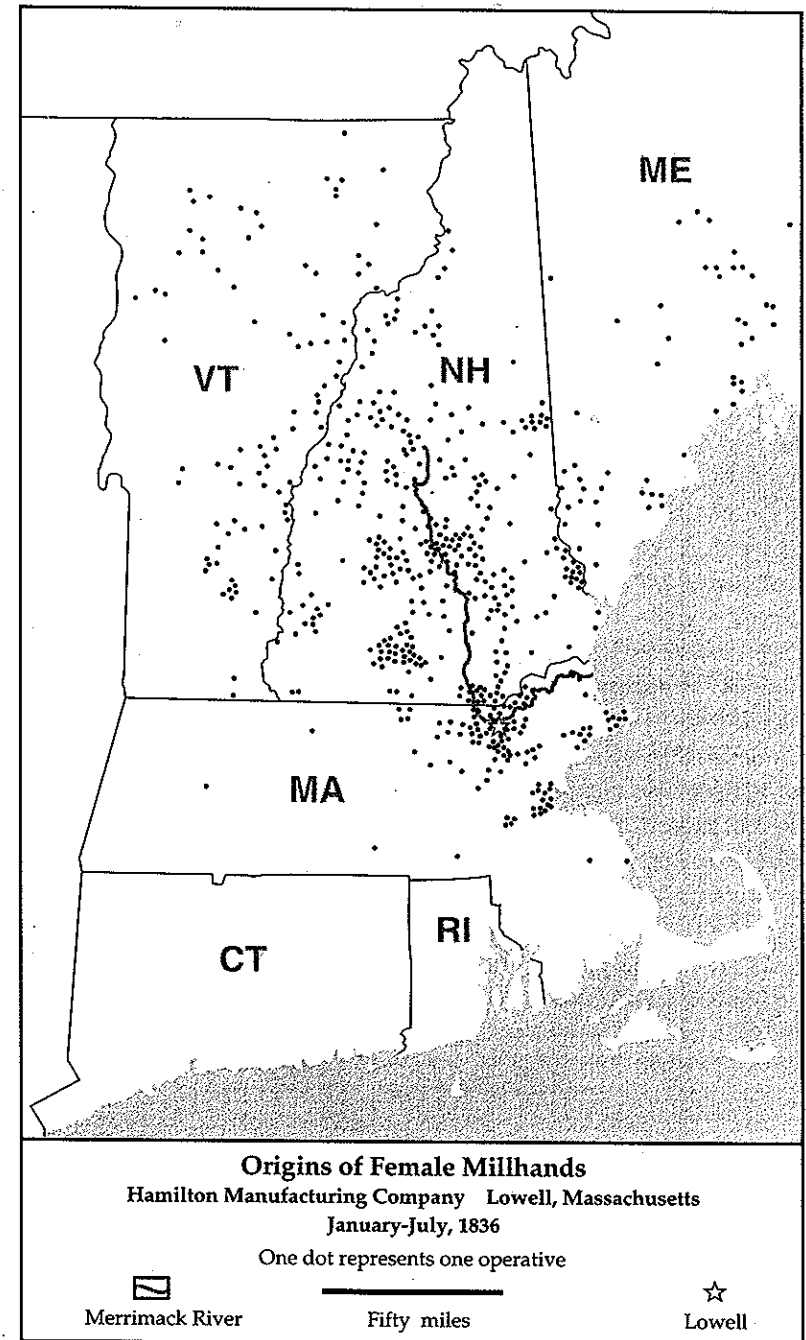 ME
VT
NH
MA
CT
RI
Origins of Female Millhands
Hamilton Manufacturing Company Lowell, Massachusetts
January-July, 1836
One dot represents one operative
Merrimack River
Fifty miles
Lowell